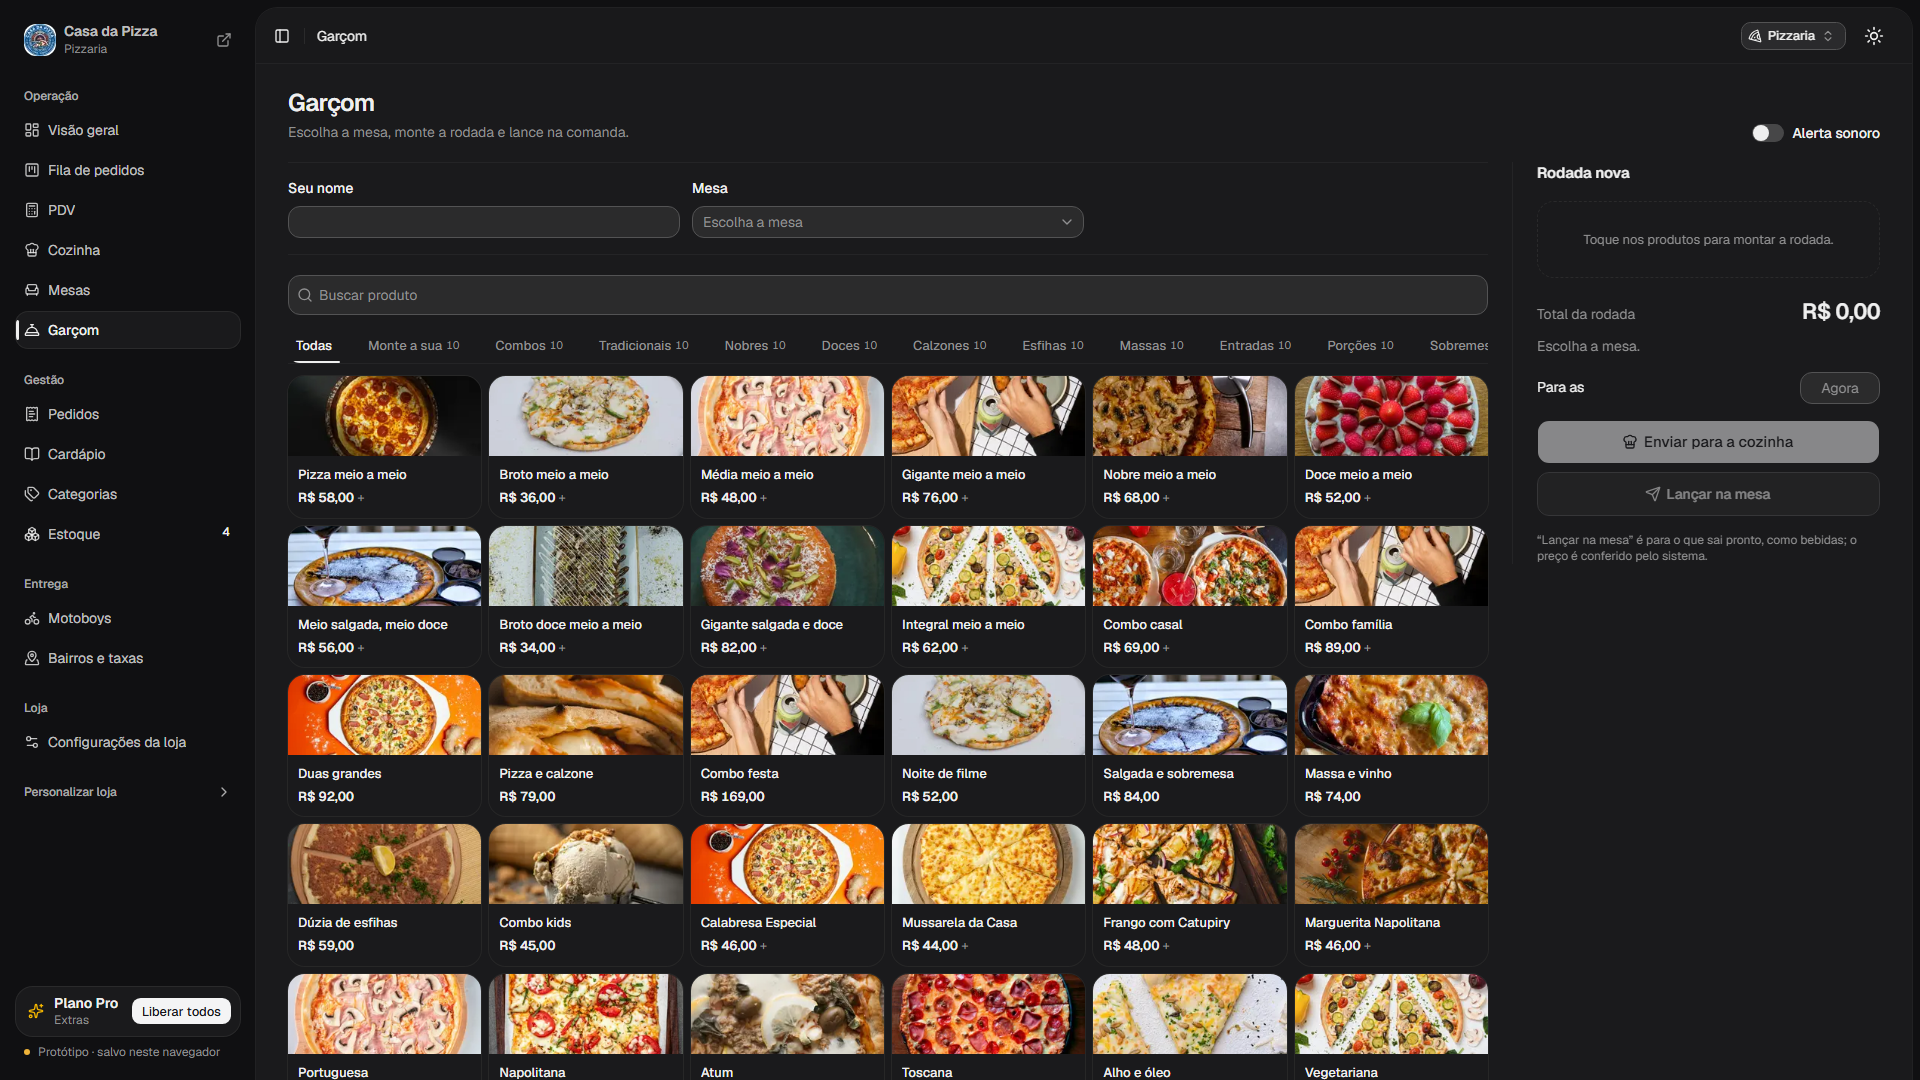 Casa da Pizza
Pizzaria
Operação
Visão geral
Fila de pedidos
PDV
Cozinha
Mesas
Garçom
Gestão
Pedidos
Cardápio
Categorias
Estoque 4
Entrega
Motoboys
Bairros e taxas
Loja
Configurações da loja
Personalizar loja
Plano Pro
Extras
Liberar todos
Protótipo · salvo neste navegador
Garçom
Pizzaria
Garçom
Escolha a mesa, monte a rodada e lance na comanda.
Alerta sonoro
Seu nome
Mesa
Escolha a mesa
Buscar produto
Todas Monte a sua 10 Combos 10 Tradicionais 10 Nobres 10 Doces 10 Calzones 10 Esfihas 10 Massas 10 Entradas 10 Porções 10 Sobremes
Pizza meio a meio
R$ 58,00 +
Broto meio a meio
R$ 36,00 +
Média meio a meio
R$ 48,00 +
Gigante meio a meio
R$ 76,00 +
Nobre meio a meio
R$ 68,00 +
Doce meio a meio
R$ 52,00 +
Meio salgada, meio doce
R$ 56,00 +
Broto doce meio a meio
R$ 34,00 +
Gigante salgada e doce
R$ 82,00 +
Integral meio a meio
R$ 62,00 +
Combo casal
R$ 69,00 +
Combo família
R$ 89,00 +
Duas grandes
R$ 92,00
Pizza e calzone
R$ 79,00
Combo festa
R$ 169,00
Noite de filme
R$ 52,00
Salgada e sobremesa
R$ 84,00
Massa e vinho
R$ 74,00
Dúzia de esfihas
R$ 59,00
Combo kids
R$ 45,00
Calabresa Especial
R$ 46,00 +
Mussarela da Casa
R$ 44,00 +
Frango com Catupiry
R$ 48,00 +
Marguerita Napolitana
R$ 46,00 +
Portuguesa
Napolitana
Atum
Toscana
Alho e óleo
Vegetariana
Rodada nova
Toque nos produtos para montar a rodada.
Total da rodada R$ 0,00
Escolha a mesa.
Para as Agora
Enviar para a cozinha
Lançar na mesa
“Lançar na mesa” é para o que sai pronto, como bebidas; o
preço é conferido pelo sistema.